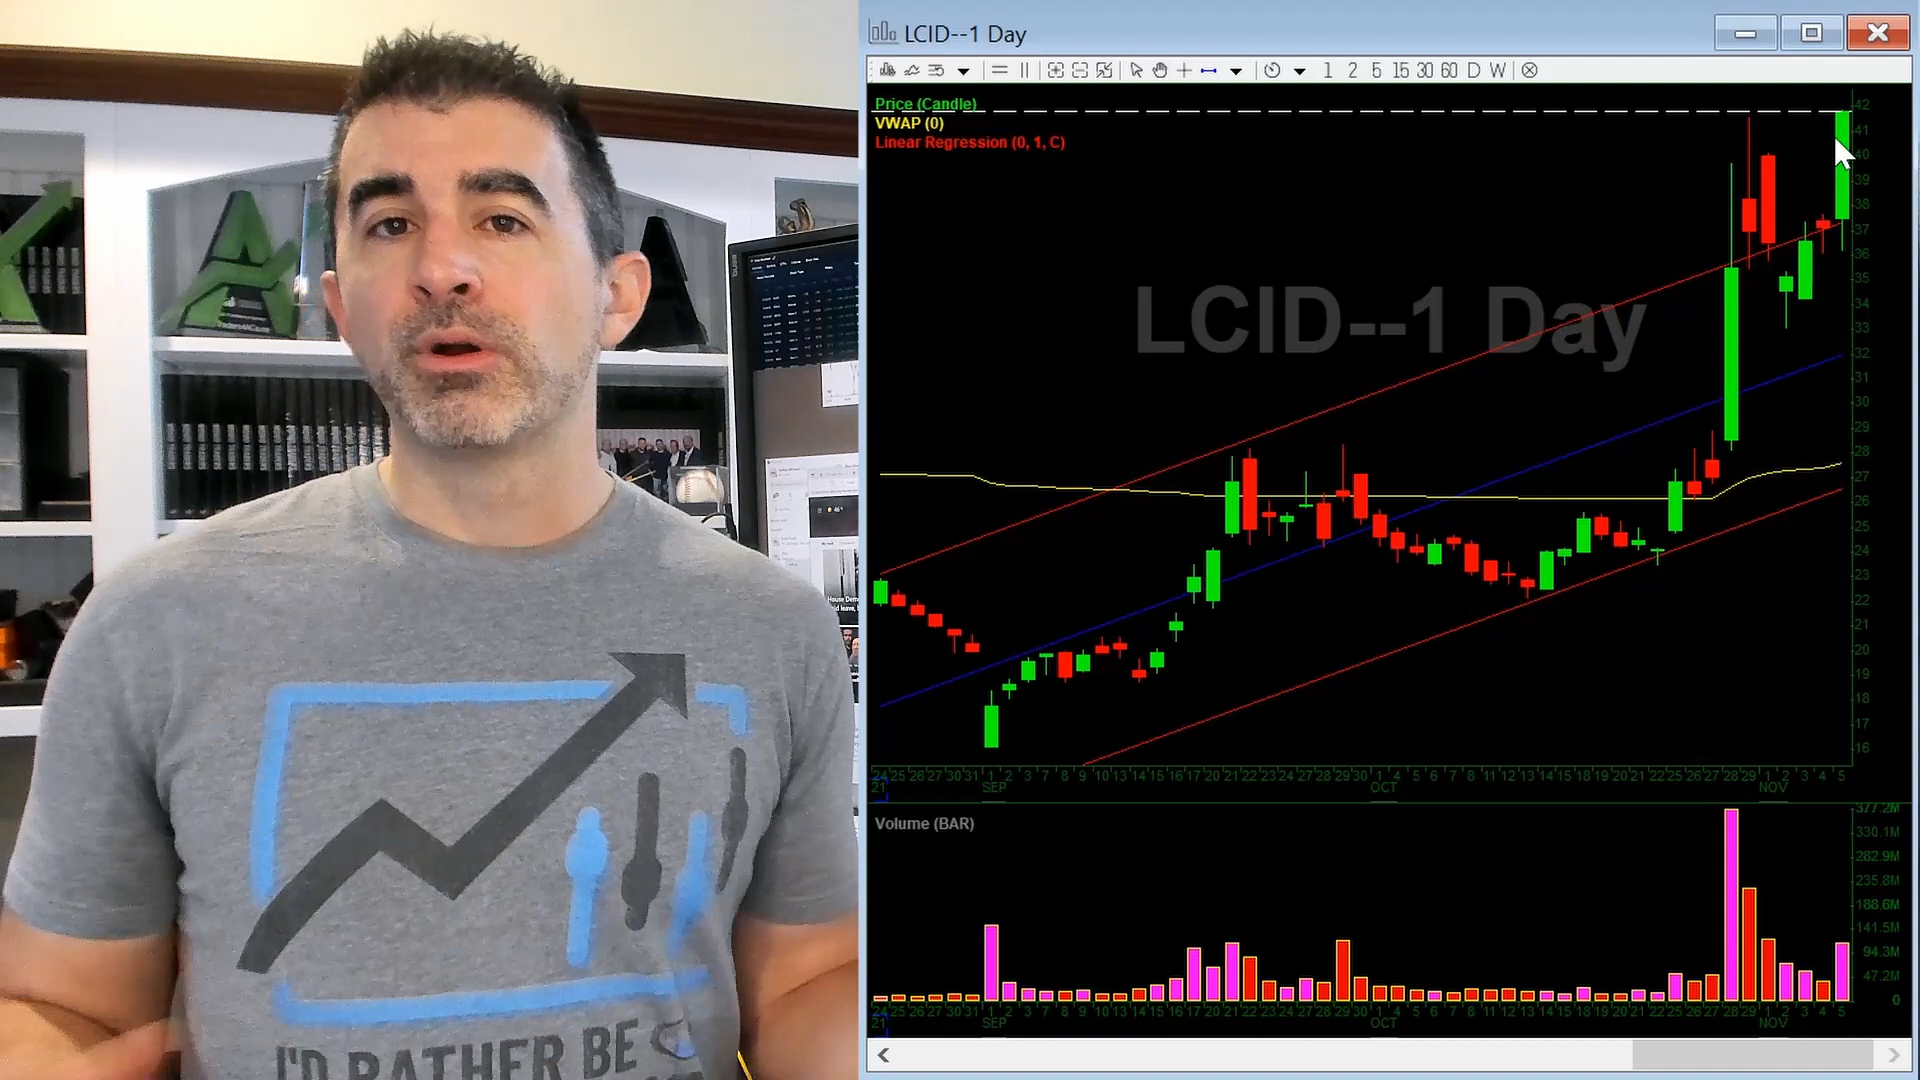 LCID--1 Day
1 2 5 15 30 60 D W
Price (Candle)
VWAP (0)
Linear Regression (0, 1, C)
LCID--1 Day
42
41
40
39
38
37
36
35
34
33
32
31
30
29
28
27
26
25
24
23
22
21
20
19
18
17
16
24 25 26 27 30 31 1 2 3 7 8 9 10 13 14 15 16 17 20 21 22 23 24 27 28 29 30 1 4 5 6 7 8 11 12 13 14 15 18 19 20 21 22 25 26 27 28 29 1 2 3 4 5
21 SEP OCT NOV
Volume (BAR)
377.2M
330.1M
282.9M
235.8M
188.6M
141.5M
94.3M
47.2M
0
24 25 26 27 30 31 1 2 3 7 8 9 10 13 14 15 16 17 20 21 22 23 24 27 28 29 30 1 4 5 6 7 8 11 12 13 14 15 18 19 20 21 22 25 26 27 28 29 1 2 3 4 5
21 SEP OCT NOV
I'D RATHER BE
House Dem